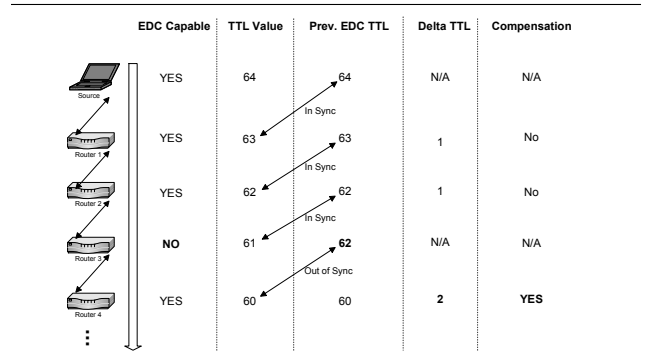 EDC Capable TTL Value Prev. EDC TTL Delta TTL Compensation
Source YES 64 64 N/A N/A
In Sync
Router 1 YES 63 63 1 No
In Sync
Router 2 YES 62 62 1 No
In Sync
Router 3 NO 61 62 N/A N/A
Out of Sync
Router 4 YES 60 60 2 YES